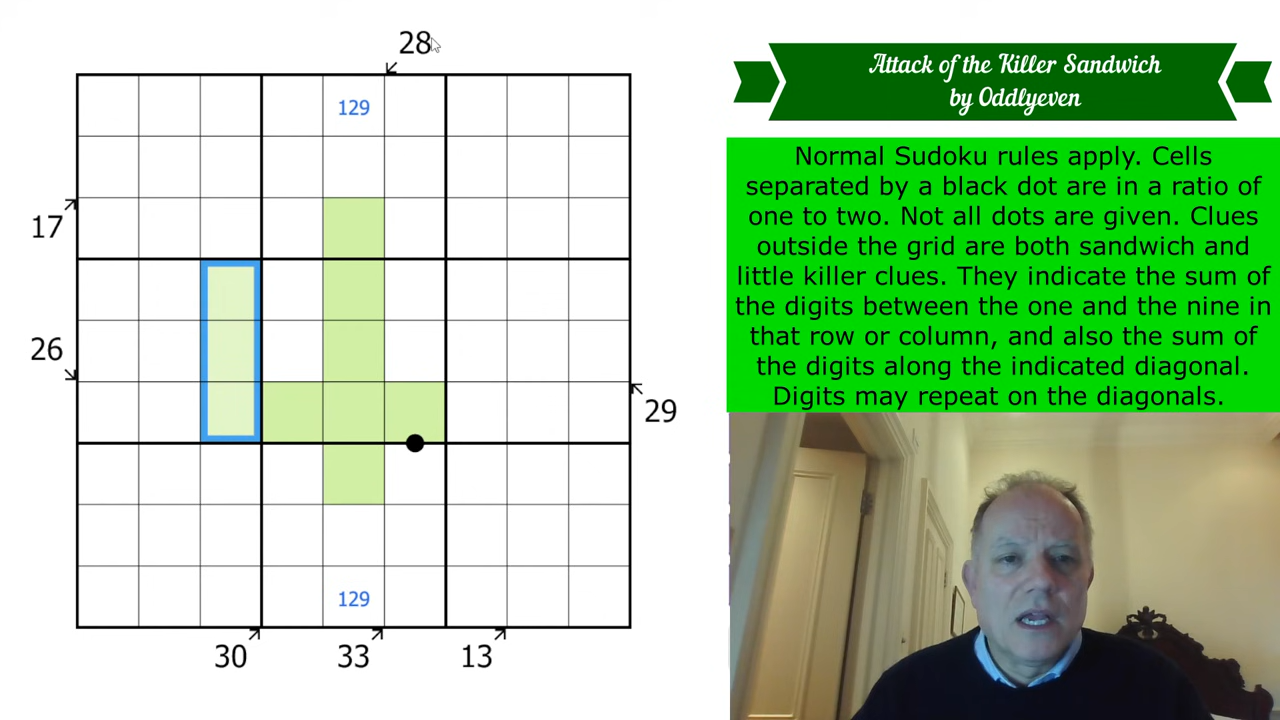 28
Attack of the Killer Sandwich
by Oddlyeven
129
Normal Sudoku rules apply. Cells
separated by a black dot are in a ratio of
one to two. Not all dots are given. Clues
outside the grid are both sandwich and
little killer clues. They indicate the sum of
the digits between the one and the nine in
that row or column, and also the sum of
the digits along the indicated diagonal.
Digits may repeat on the diagonals.
17
26
29
129
30
33
13